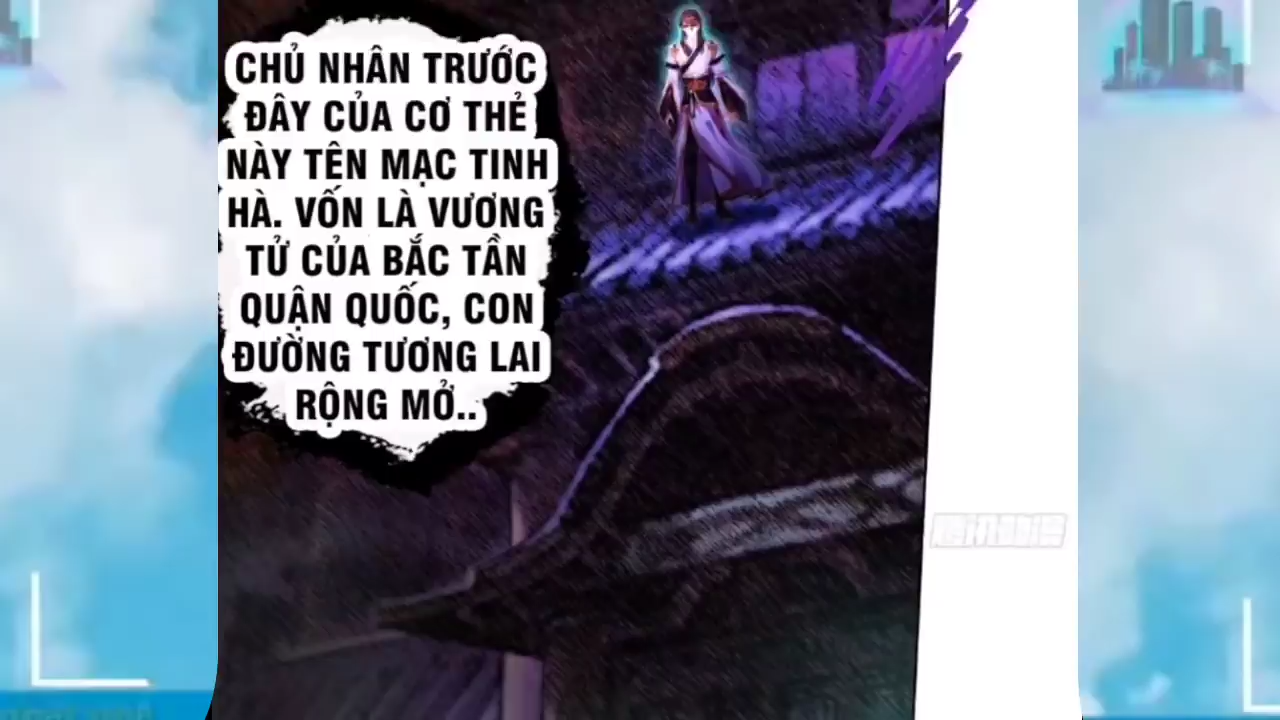 CHỦ NHÂN TRƯỚC
ĐÂY CỦA CƠ THẺ
NÀY TÊN MẠC TINH
HÀ. VỐN LÀ VƯƠNG
TỬ CỦA BẮC TẦN
QUẬN QUỐC, CON
ĐƯỜNG TƯƠNG LAI
RỘNG MỞ..